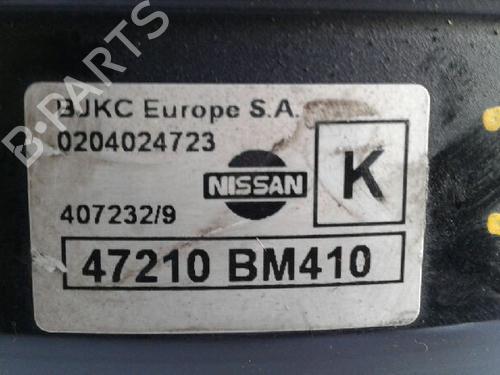 B-PARTS
BJKC Europe S.A.
0204024723
NISSAN
K
407232/9
47210 BM410